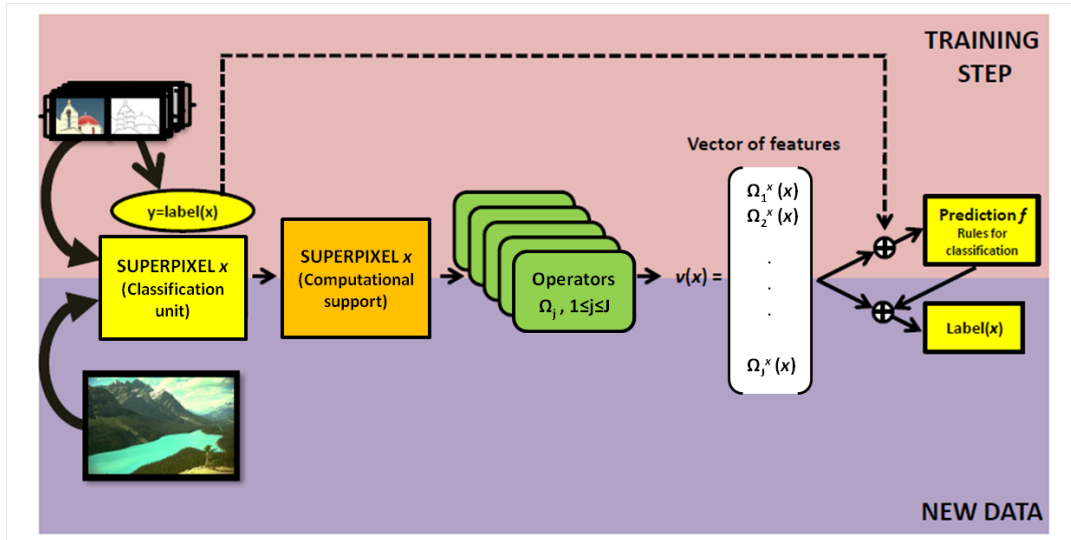 TRAINING
STEP
Vector of features
y=label(x)
SUPERPIXEL x
(Classification
unit)
SUPERPIXEL x
(Computational
support)
Operators
Ωj , 1≤j≤J
v(x) =
Ω₁ˣ (x)
Ω₂ˣ (x)
.
.
.
ΩJˣ (x)
Prediction f
Rules for
classification
Label(x)
NEW DATA